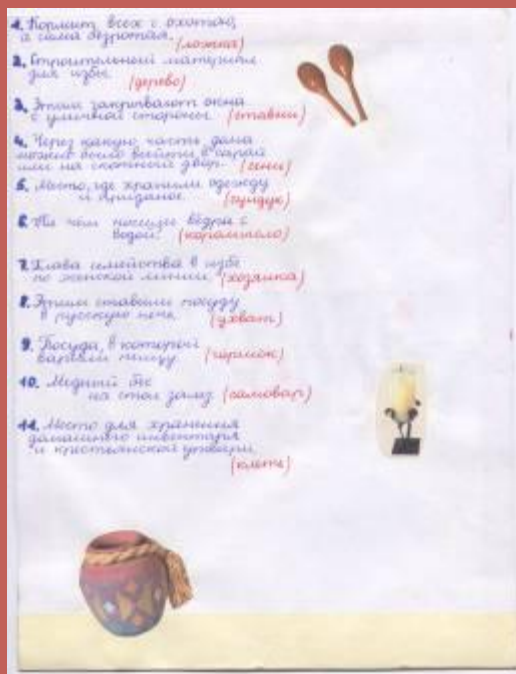 1. Кормит всех с охотою,
а сама безротая. (ложка)
2. Строительный материал
для избы. (дерево)
3. Этим закрывают окна
с уличной стороны. (ставни)
4. Через какую часть дома
можно было войти в сарай
или на скотный двор. (сени)
5. Место, где хранили одежду
и приданое. (сундук)
6. На чем носили вёдра с
водой? (коромысло)
7. Глава семейства в избе
по женской линии. (хозяйка)
8. Этим ставили посуду
в русскую печь. (ухват)
9. Посуда, в которой
варили пищу. (горшок)
10. Медный бес
на стол залез (самовар)
11. Место для хранения
домашнего инвентаря
и крестьянской утвари.
(клеть)